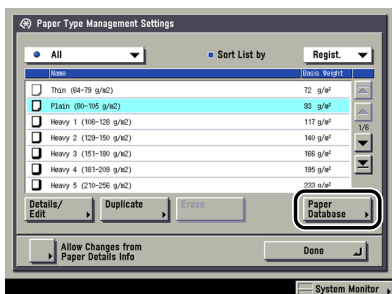 Paper Type Management Settings
All
Sort List by
Regist.
Name
Basis Weight
Thin (64-79 g/m2)
72 g/m²
Plain (80-105 g/m2)
93 g/m²
Heavy 1 (106-128 g/m2)
117 g/m²
Heavy 2 (129-150 g/m2)
140 g/m²
Heavy 3 (151-180 g/m2)
166 g/m²
Heavy 4 (181-209 g/m2)
195 g/m²
Heavy 5 (210-256 g/m2)
233 g/m²
1/6
Details/
Edit
Duplicate
Erase
Paper
Database
Allow Changes from
Paper Details Info
Done
System Monitor